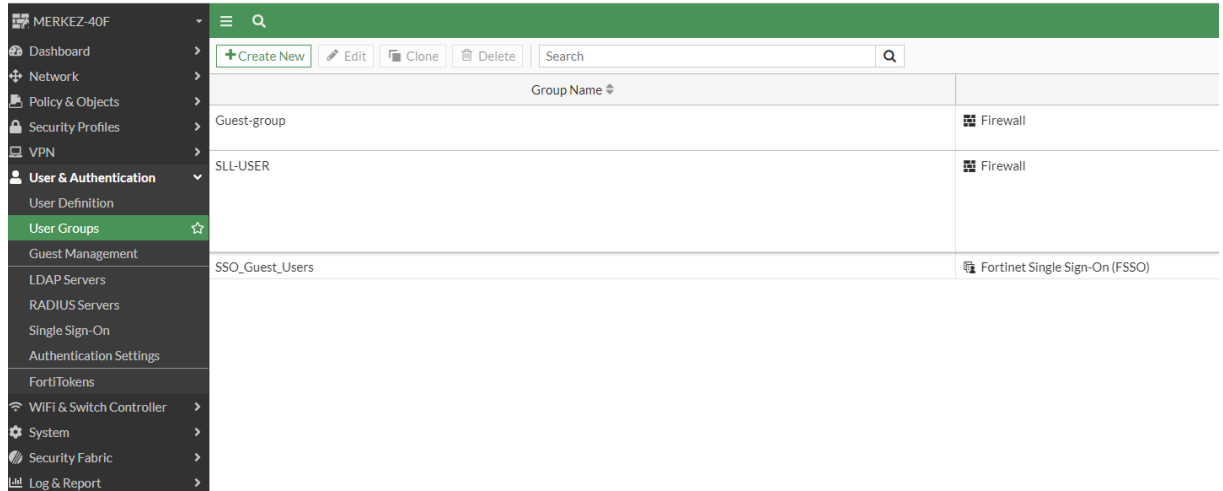 MERKEZ-40F
Dashboard
Network
Policy & Objects
Security Profiles
VPN
User & Authentication
User Definition
User Groups
Guest Management
LDAP Servers
RADIUS Servers
Single Sign-On
Authentication Settings
FortiTokens
WiFi & Switch Controller
System
Security Fabric
Log & Report
+Create New Edit Clone Delete Search
Group Name
Guest-group Firewall
SLL-USER Firewall
SSO_Guest_Users Fortinet Single Sign-On (FSSO)